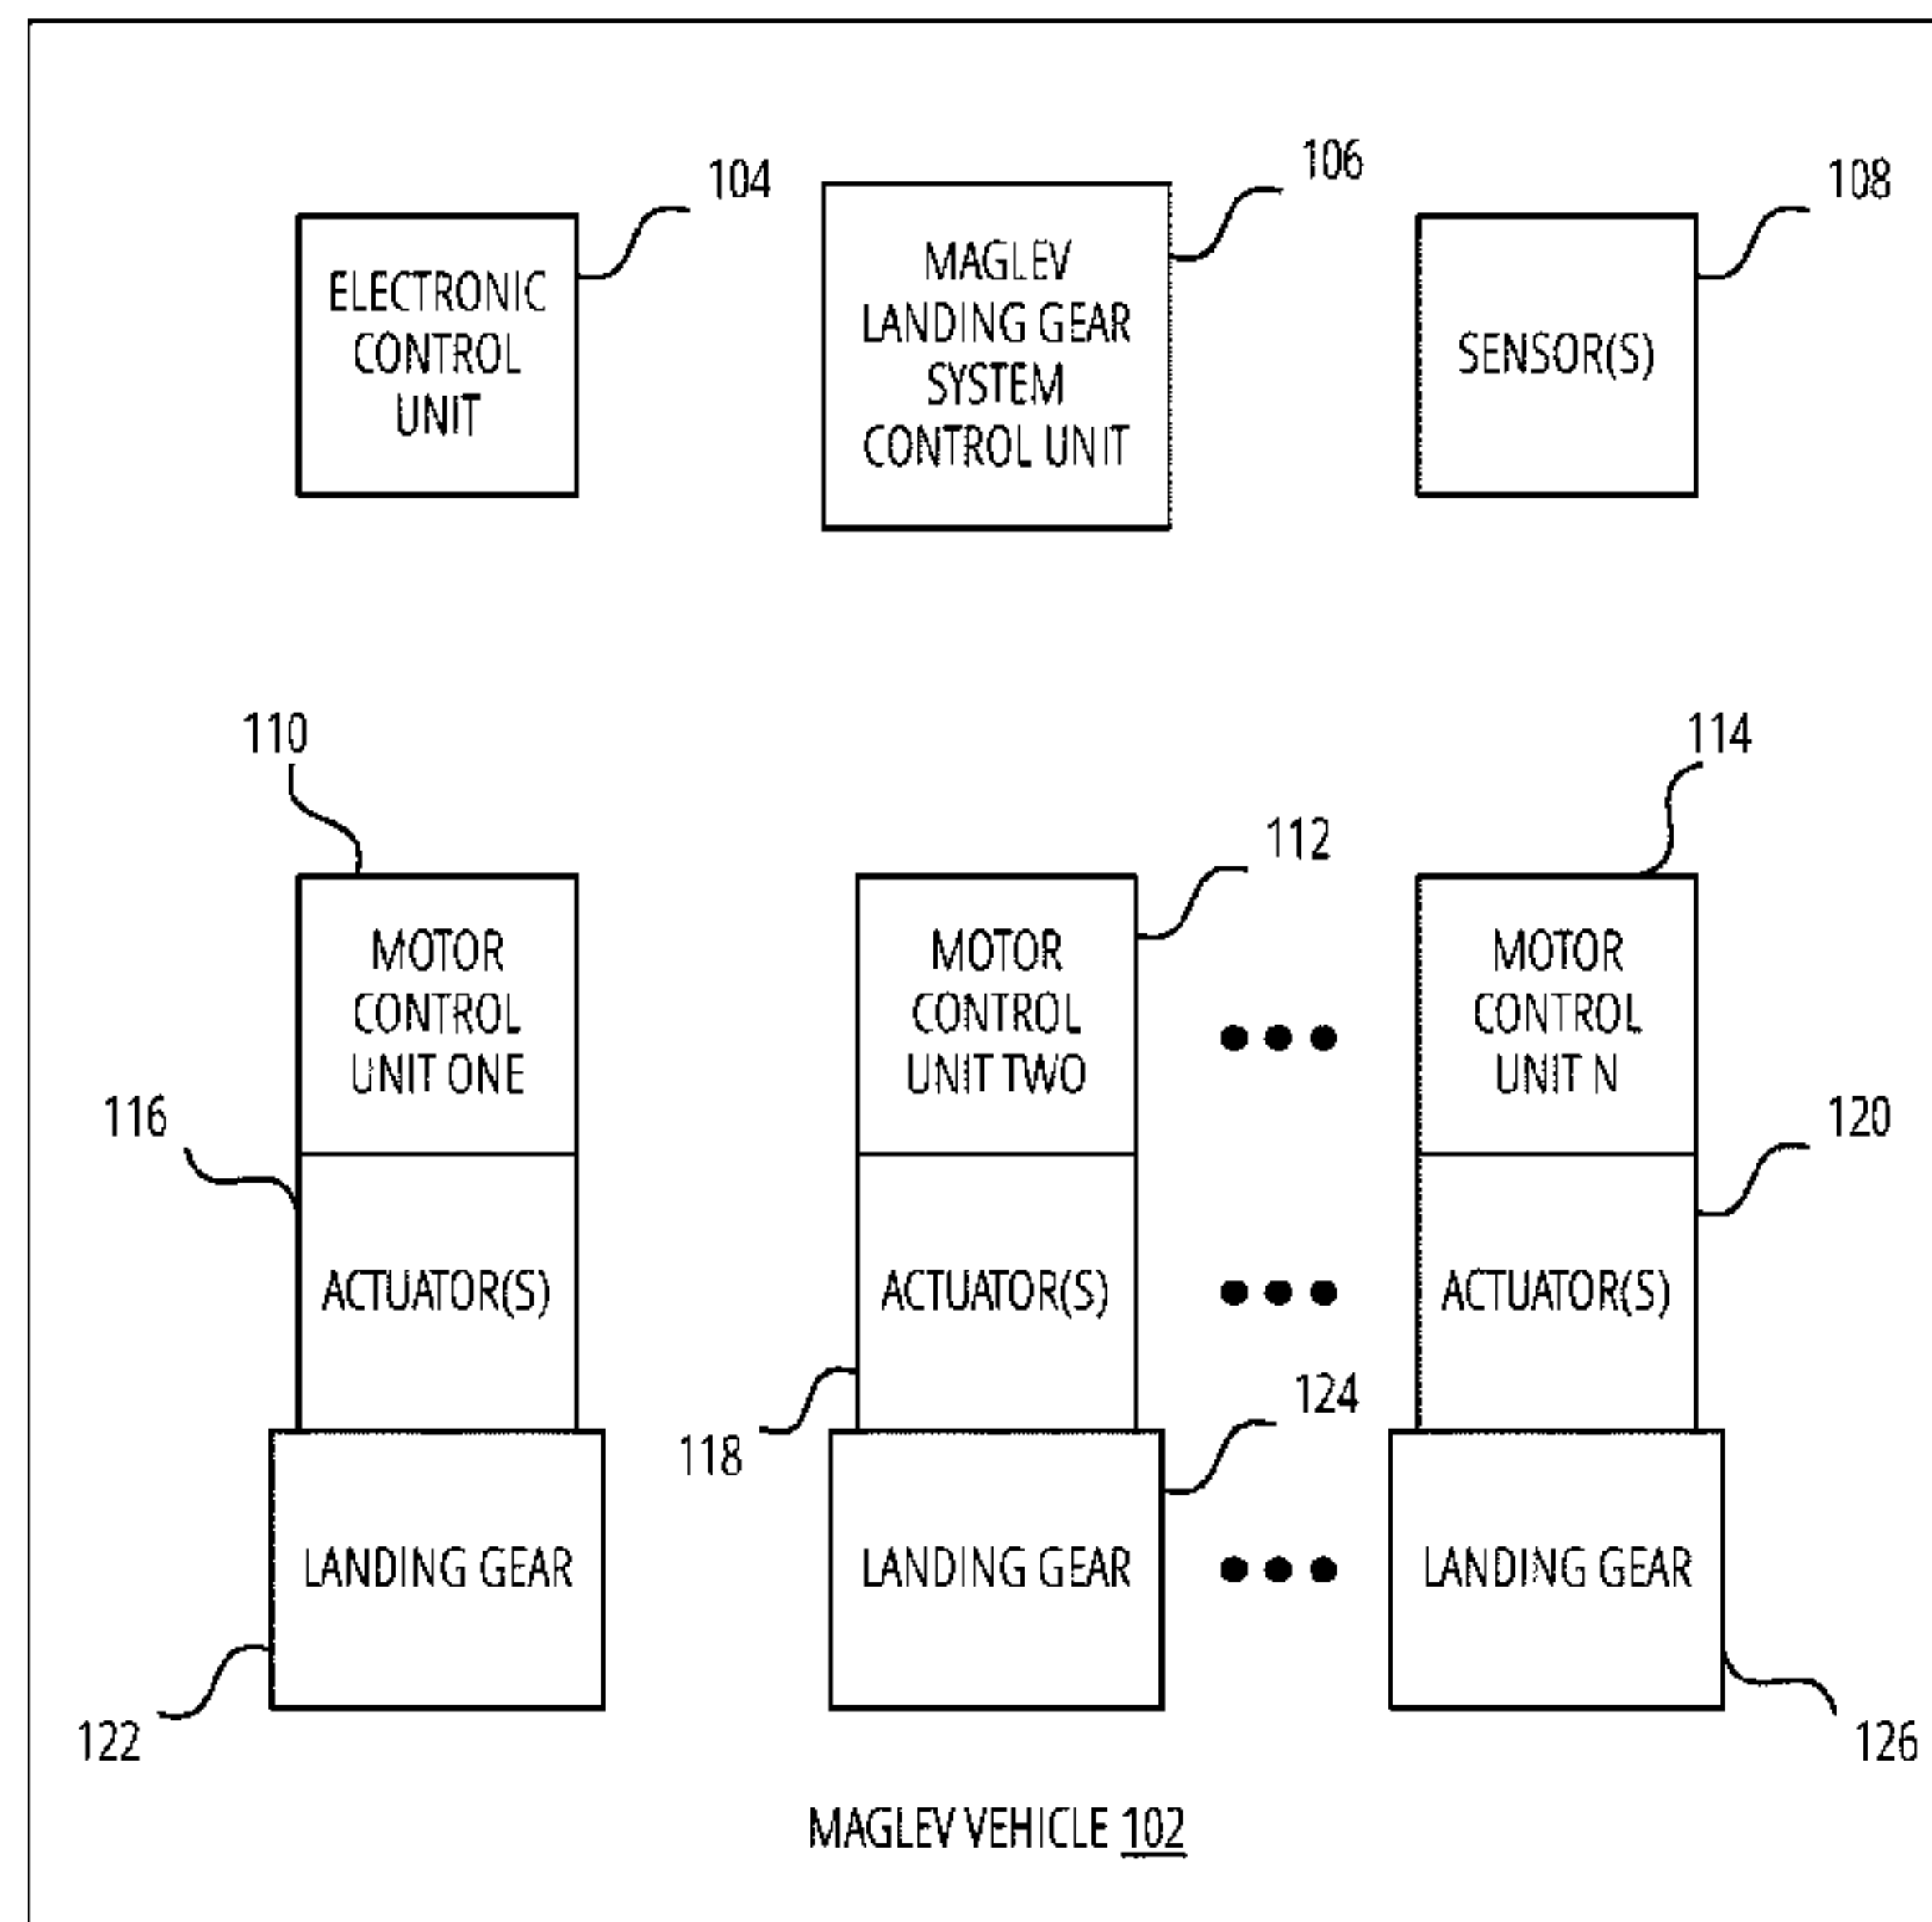 104
106
108
ELECTRONIC
CONTROL
UNIT
MAGLEV
LANDING GEAR
SYSTEM
CONTROL UNIT
SENSOR(S)
110
112
114
MOTOR
CONTROL
UNIT ONE
MOTOR
CONTROL
UNIT TWO
MOTOR
CONTROL
UNIT N
116
120
ACTUATOR(S)
ACTUATOR(S)
ACTUATOR(S)
118
124
LANDING GEAR
LANDING GEAR
LANDING GEAR
122
126
MAGLEV VEHICLE 102